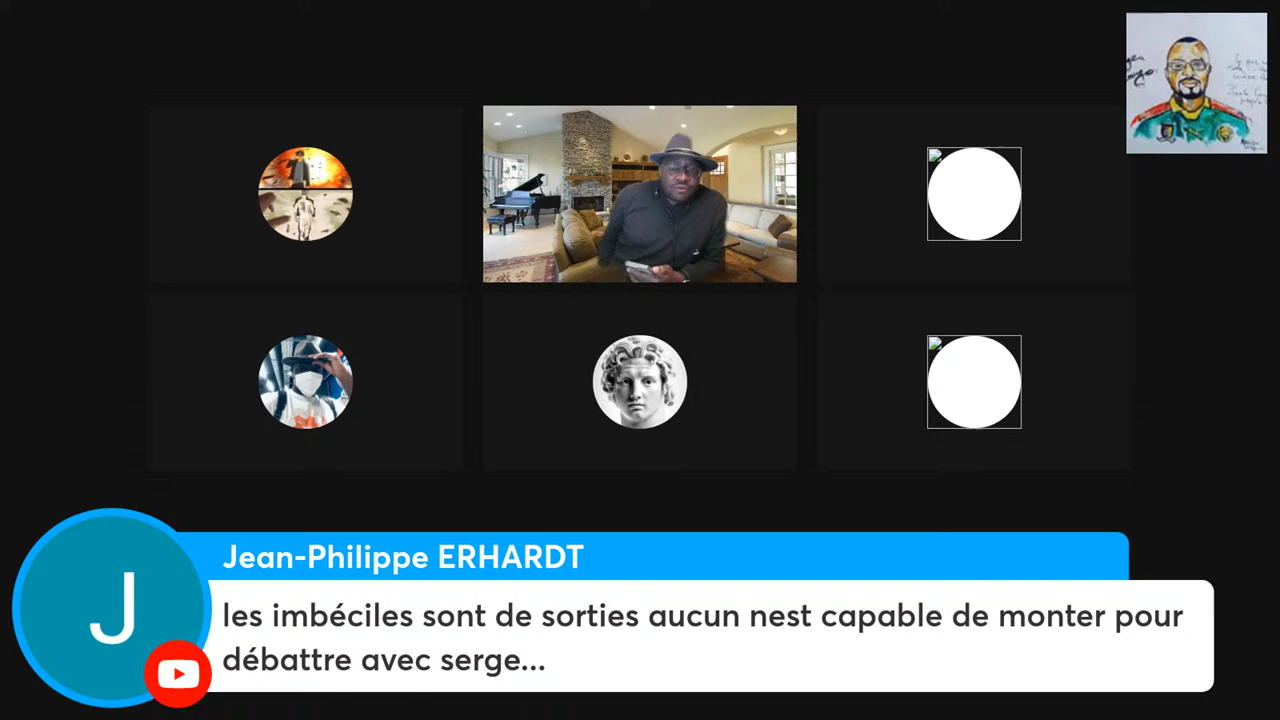 Jean-Philippe ERHARDT
les imbéciles sont de sorties aucun nest capable de monter pour
débattre avec serge...
J